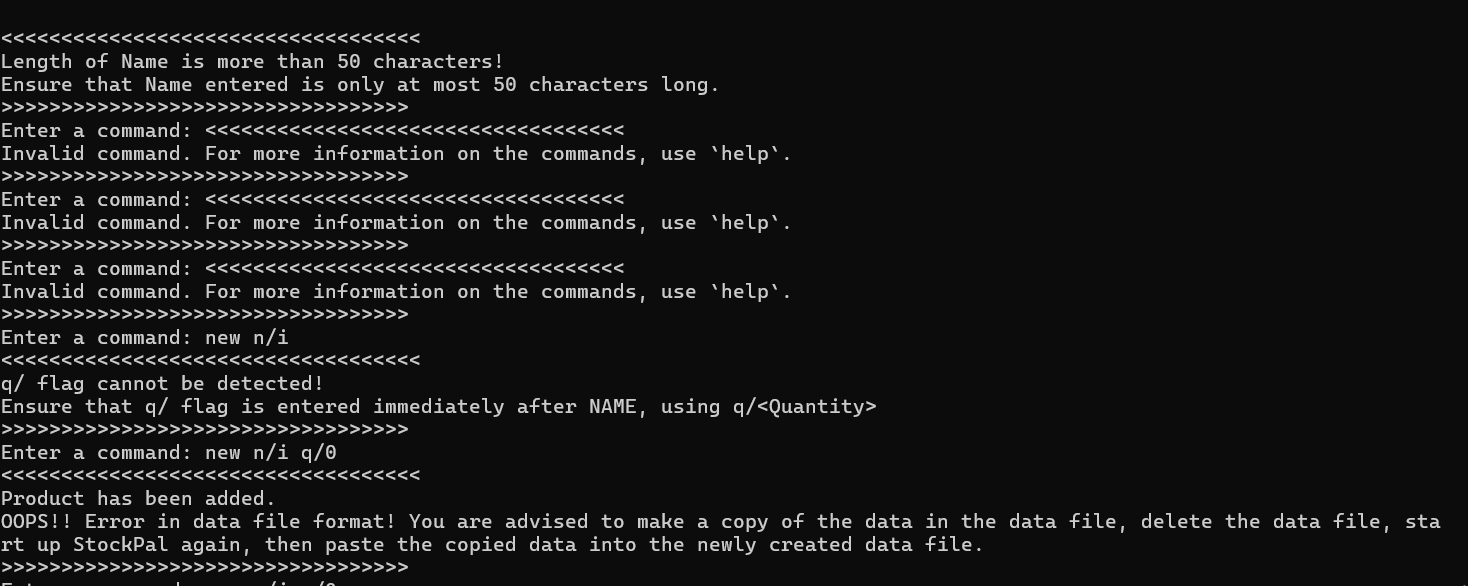 <<<<<<<<<<<<<<<<<<<<<<<<<<<<<<<<<<<
Length of Name is more than 50 characters!
Ensure that Name entered is only at most 50 characters long.
>>>>>>>>>>>>>>>>>>>>>>>>>>>>>>>>>>
Enter a command: <<<<<<<<<<<<<<<<<<<<<<<<<<<<<<<<<<<
Invalid command. For more information on the commands, use `help`.
>>>>>>>>>>>>>>>>>>>>>>>>>>>>>>>>>>
Enter a command: <<<<<<<<<<<<<<<<<<<<<<<<<<<<<<<<<<<
Invalid command. For more information on the commands, use `help`.
>>>>>>>>>>>>>>>>>>>>>>>>>>>>>>>>>>
Enter a command: <<<<<<<<<<<<<<<<<<<<<<<<<<<<<<<<<<<
Invalid command. For more information on the commands, use `help`.
>>>>>>>>>>>>>>>>>>>>>>>>>>>>>>>>>>
Enter a command: new n/i
<<<<<<<<<<<<<<<<<<<<<<<<<<<<<<<<<<<
q/ flag cannot be detected!
Ensure that q/ flag is entered immediately after NAME, using q/<Quantity>
>>>>>>>>>>>>>>>>>>>>>>>>>>>>>>>>>>
Enter a command: new n/i q/0
<<<<<<<<<<<<<<<<<<<<<<<<<<<<<<<<<<<
Product has been added.
OOPS!! Error in data file format! You are advised to make a copy of the data in the data file, delete the data file, sta
rt up StockPal again, then paste the copied data into the newly created data file.
>>>>>>>>>>>>>>>>>>>>>>>>>>>>>>>>>>